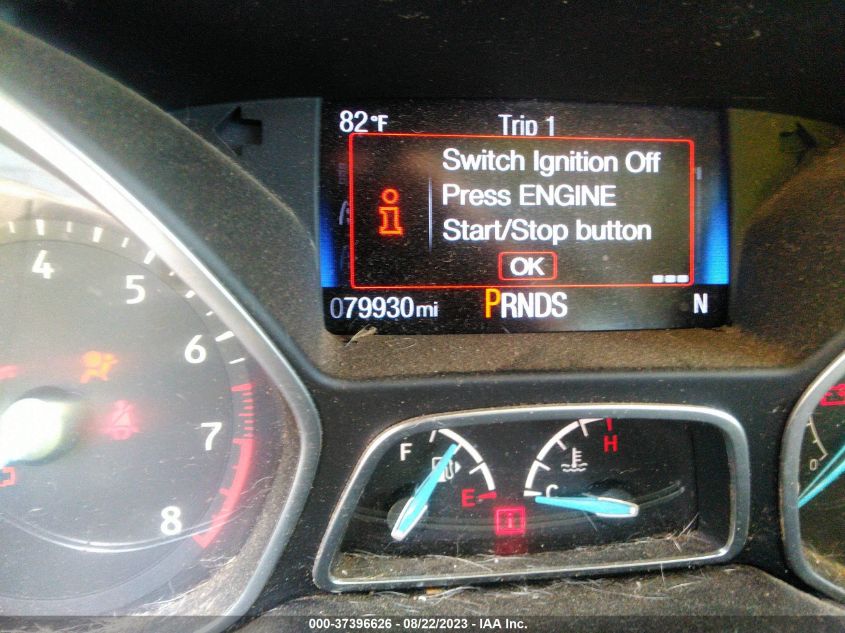 82°F
Trip 1
Switch Ignition Off
Press ENGINE
Start/Stop button
OK
079930mi
PRNDS
N
4
5
6
7
8
F
E
H
C
0
000-37396626 - 08/22/2023 - IAA Inc.